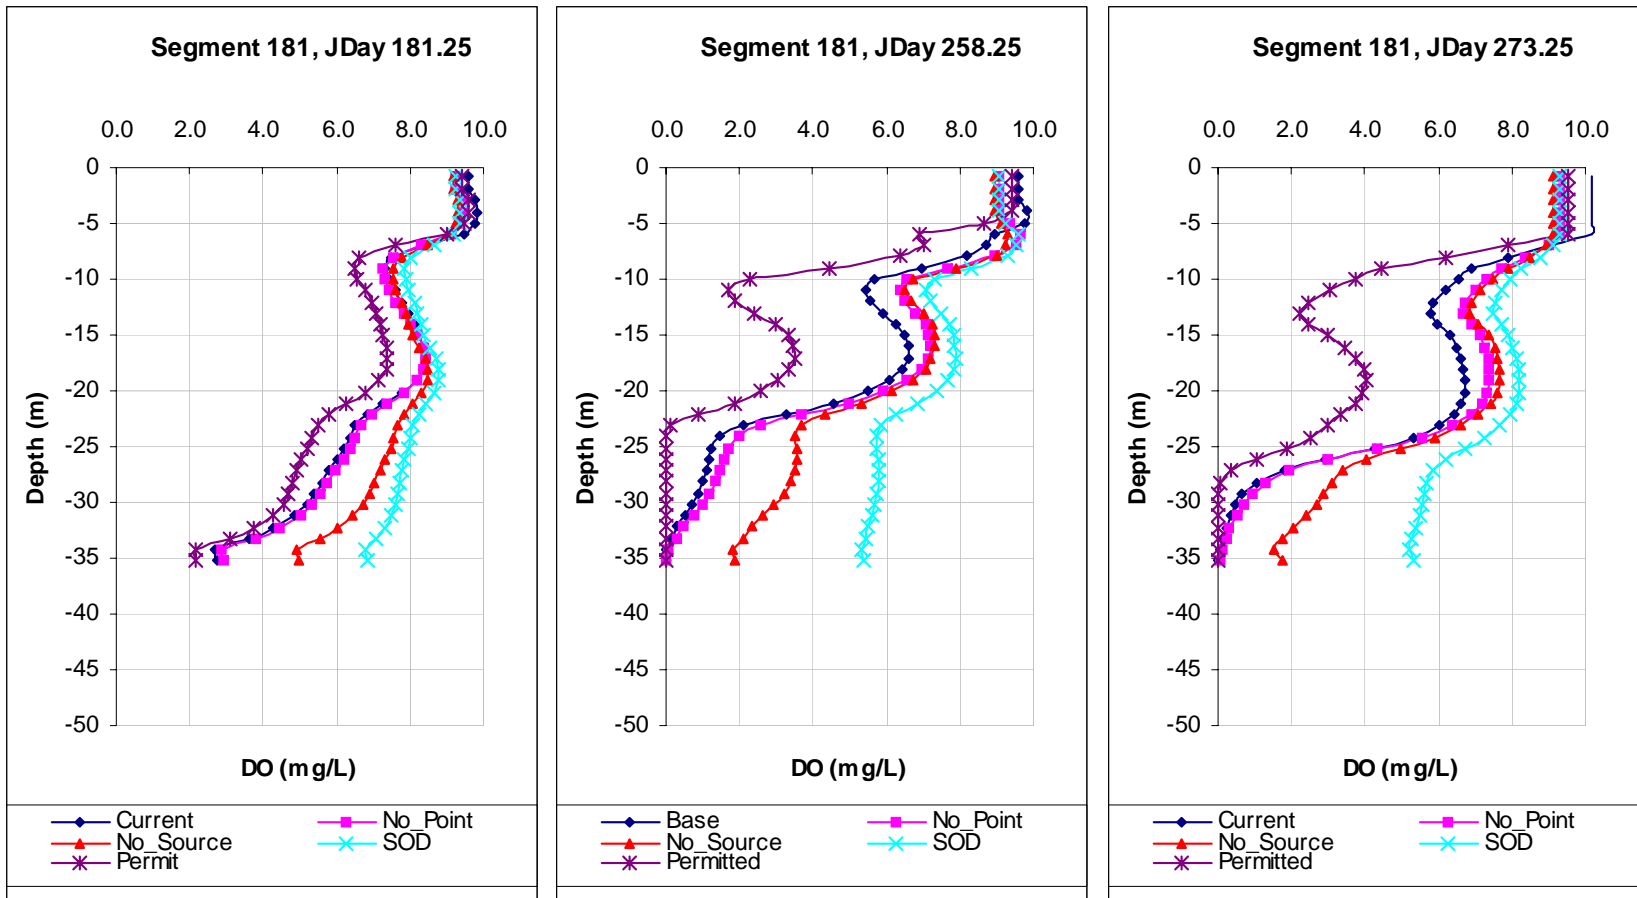 Segment 181, JDay 181.25
0.0 2.0 4.0 6.0 8.0 10.0
0
-5
-10
-15
-20
-25
-30
-35
-40
-45
-50
Depth (m)
DO (mg/L)
Current No_Point
No_Source SOD
Permit
Segment 181, JDay 258.25
0.0 2.0 4.0 6.0 8.0 10.0
0
-5
-10
-15
-20
-25
-30
-35
-40
-45
-50
Depth (m)
DO (mg/L)
Base No_Point
No_Source SOD
Permitted
Segment 181, JDay 273.25
0.0 2.0 4.0 6.0 8.0 10.0
0
-5
-10
-15
-20
-25
-30
-35
-40
-45
-50
Depth (m)
DO (mg/L)
Current No_Point
No_Source SOD
Permitted